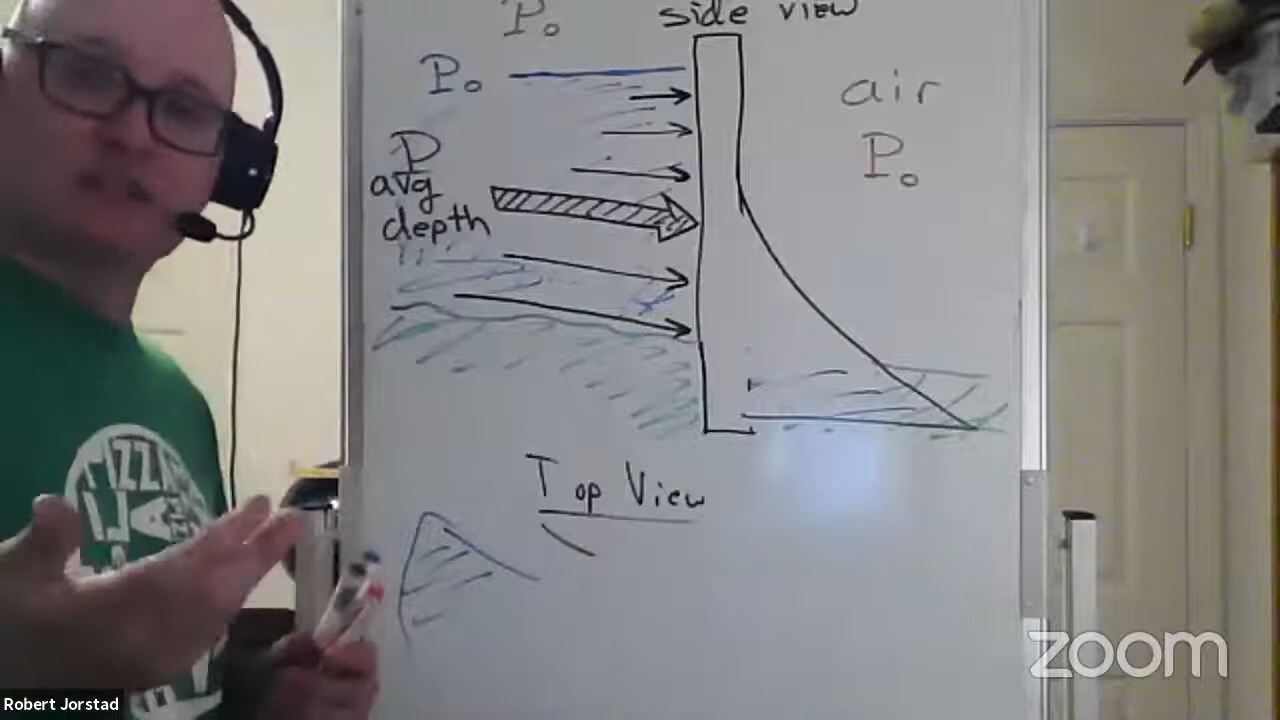 P₀
side view
P₀
air
P₀
P
avg
depth
Top View
zoom
Robert Jorstad